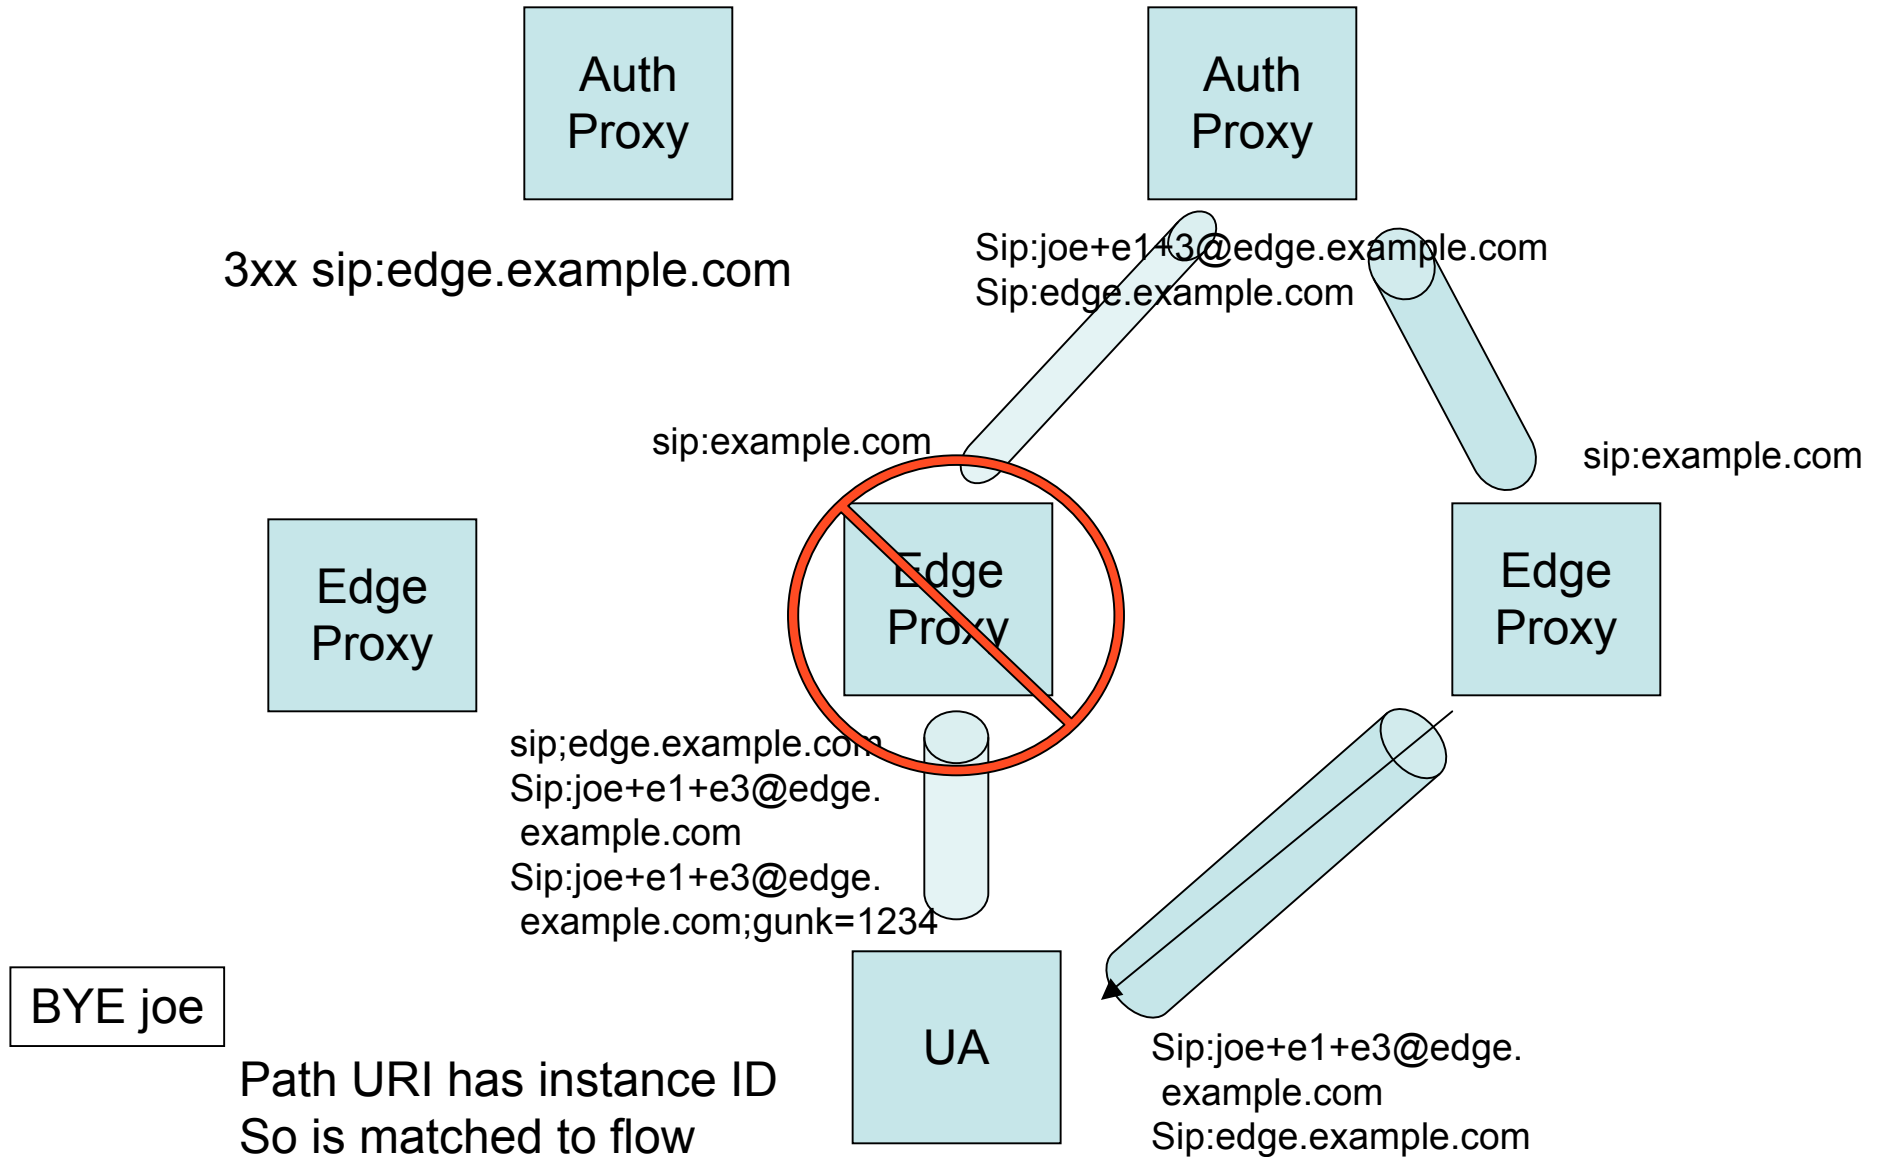 Auth
Proxy
Auth
Proxy
3xx sip:edge.example.com
Sip:joe+e1+3@edge.example.com
Sip:edge.example.com
sip:example.com
sip:example.com
Edge
Proxy
Edge
Proxy
Edge
Proxy
sip;edge.example.com
Sip:joe+e1+e3@edge.
example.com
Sip:joe+e1+e3@edge.
example.com;gunk=1234
BYE joe
Path URI has instance ID
So is matched to flow
UA
Sip:joe+e1+e3@edge.
example.com
Sip:edge.example.com